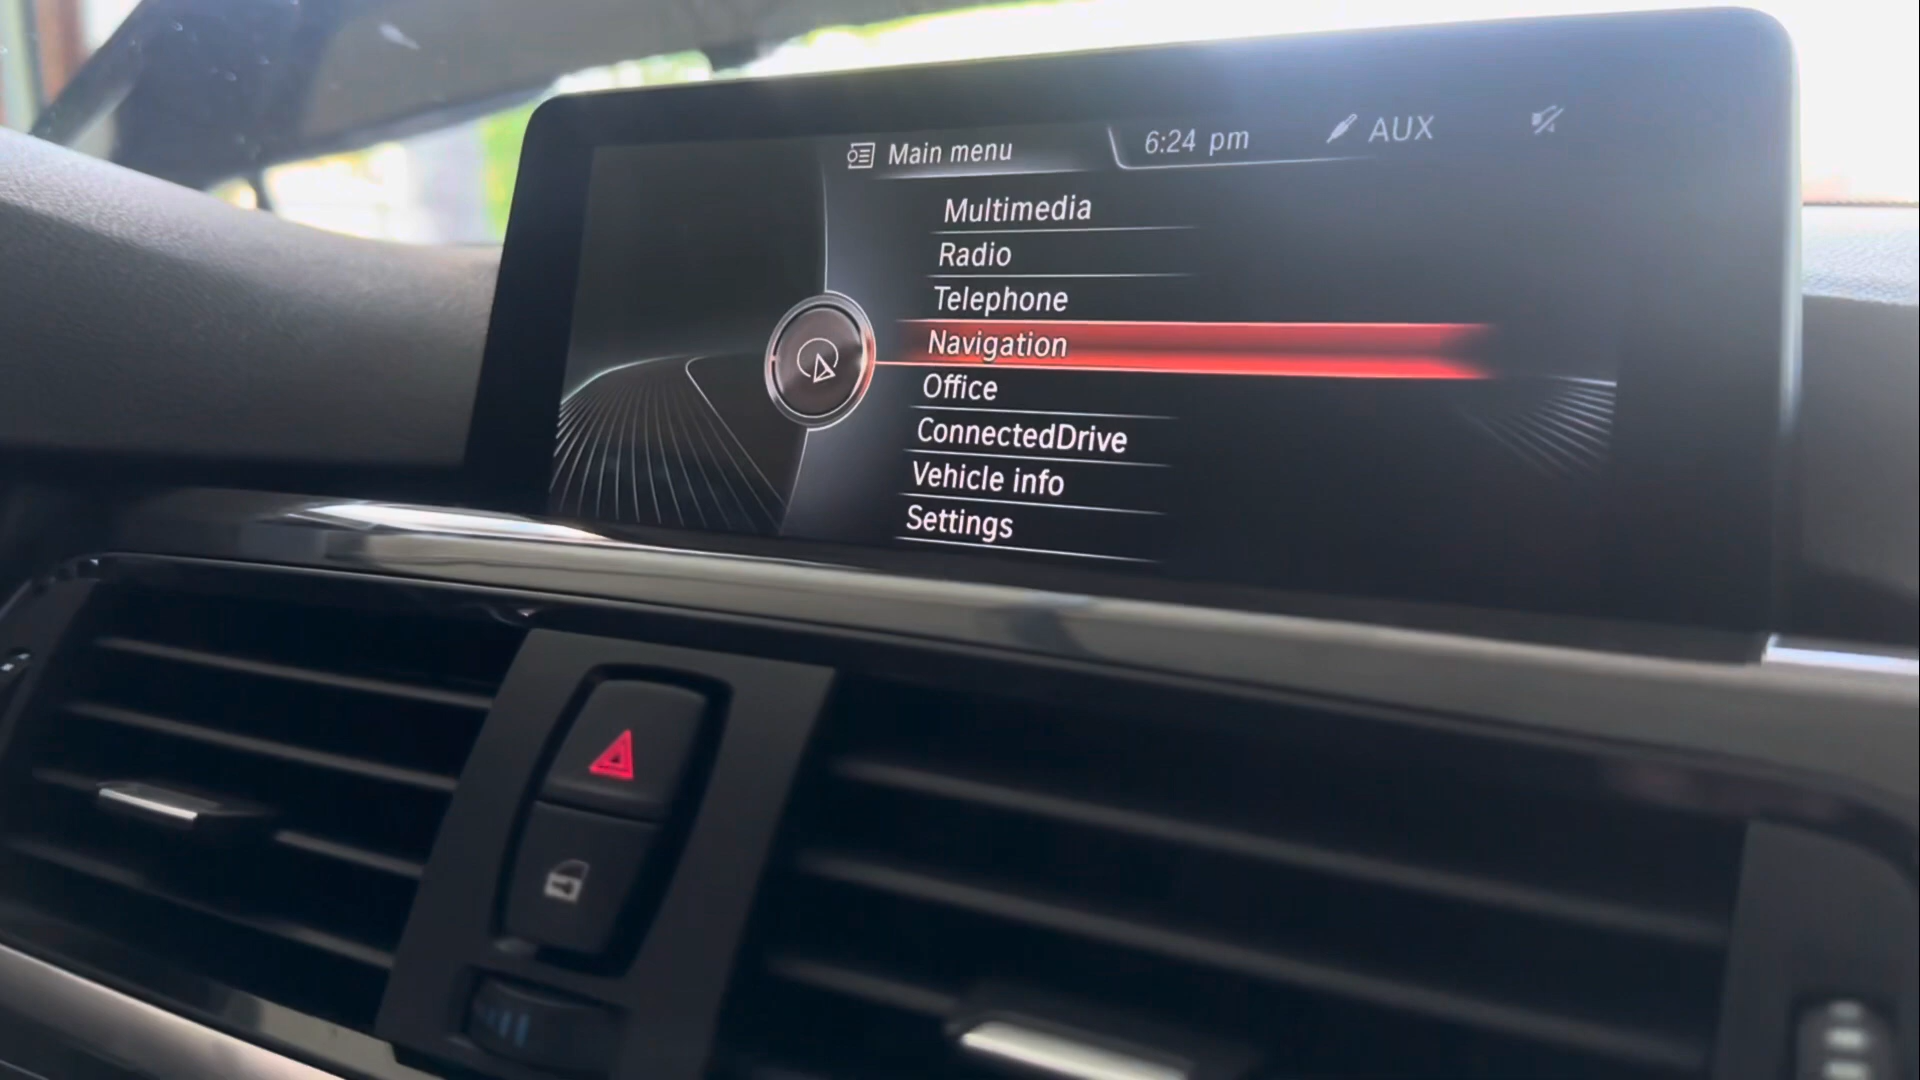 Main menu
6:24 pm
AUX
Multimedia
Radio
Telephone
Navigation
Office
ConnectedDrive
Vehicle info
Settings